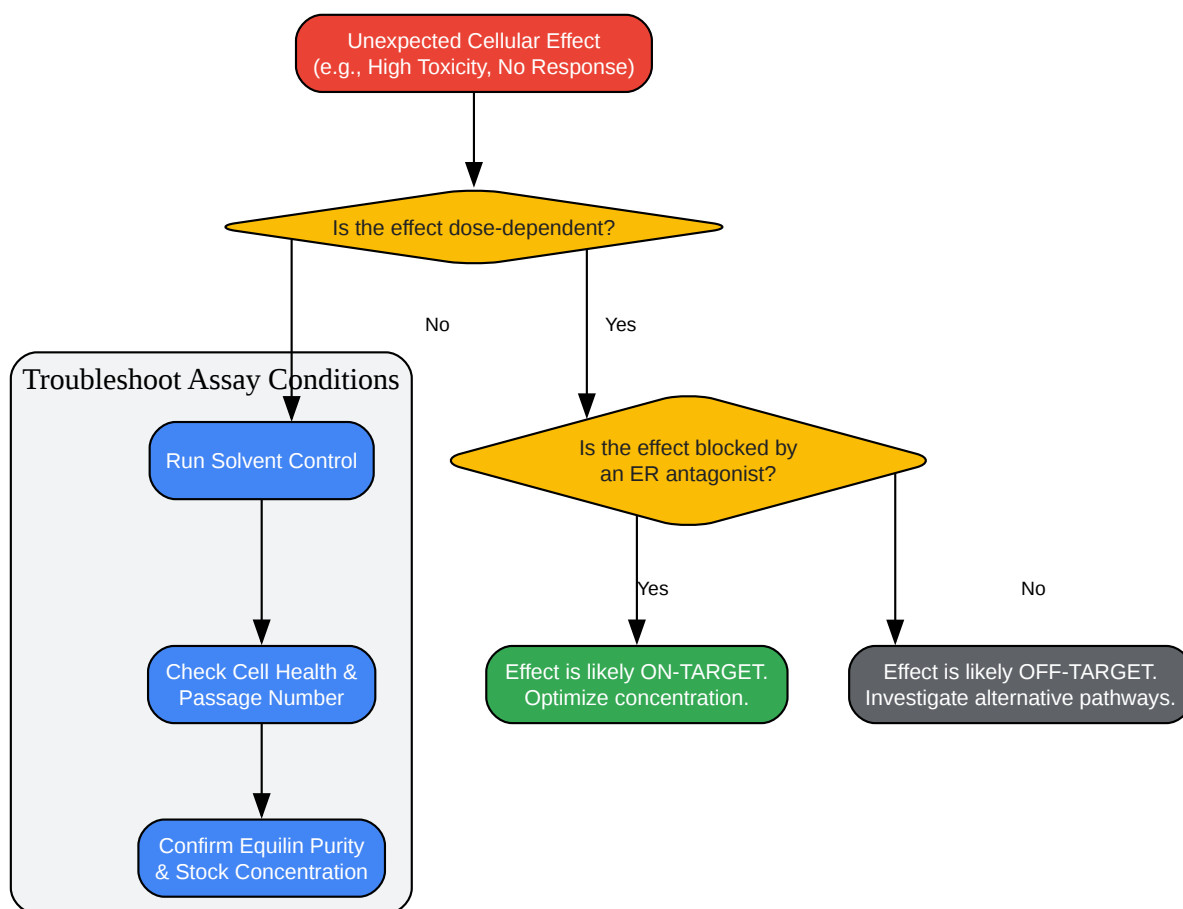 Unexpected Cellular Effect
(e.g., High Toxicity, No Response)
Is the effect dose-dependent?
No
Yes
Troubleshoot Assay Conditions
Run Solvent Control
Is the effect blocked by
an ER antagonist?
Yes
No
Check Cell Health &
Passage Number
Effect is likely ON-TARGET.
Optimize concentration.
Effect is likely OFF-TARGET.
Investigate alternative pathways.
Confirm Equilin Purity
& Stock Concentration